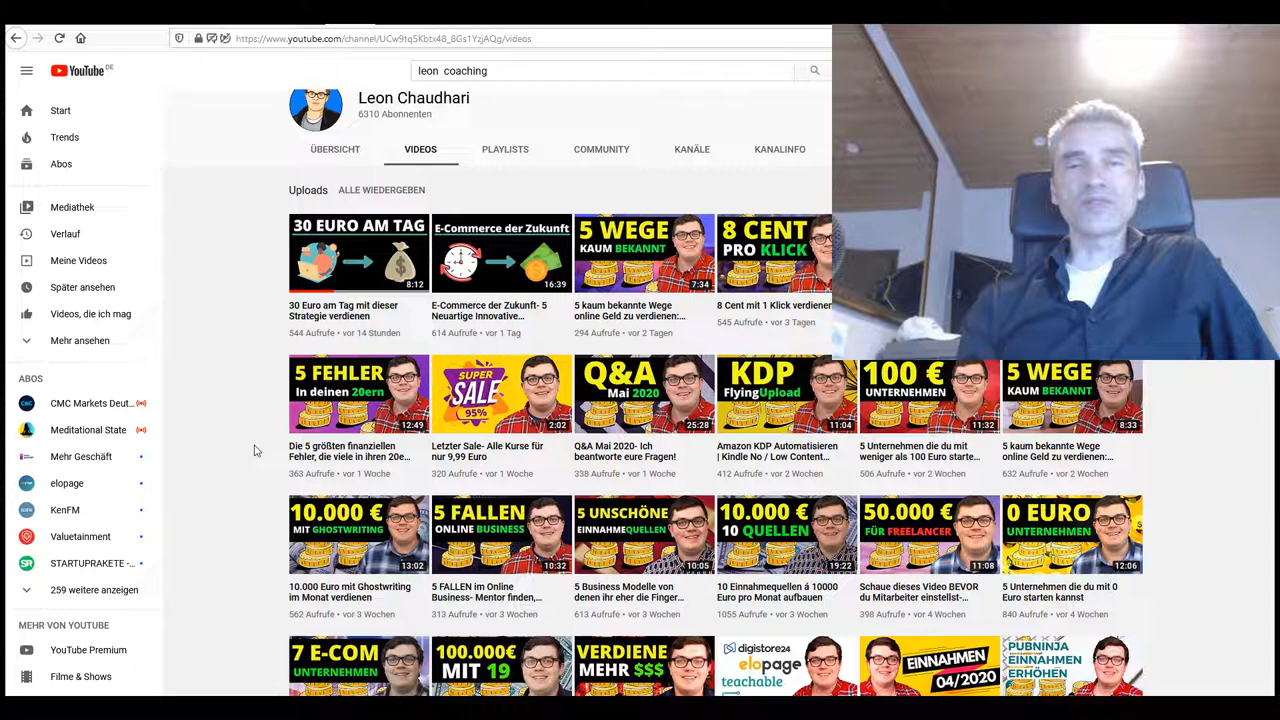 https://www.youtube.com/channel/UCw9tq5Kbtx48_8Gs1YzjAQg/videos
YouTube DE
leon coaching
Leon Chaudhari
6310 Abonnenten
ÜBERSICHT VIDEOS PLAYLISTS COMMUNITY KANÄLE KANALINFO
Uploads ALLE WIEDERGEBEN
Start
Trends
Abos
Mediathek
Verlauf
Meine Videos
Später ansehen
Videos, die ich mag
Mehr ansehen
ABOS
CMC Markets Deut...
Meditational State
Mehr Geschäft
elopage
KenFM
Valuetainment
STARTUPRAKETE -...
259 weitere anzeigen
MEHR VON YOUTUBE
YouTube Premium
Filme & Shows
30 EURO AM TAG
8:12
30 Euro am Tag mit dieser
Strategie verdienen
544 Aufrufe • vor 14 Stunden
E-Commerce der Zukunft
16:39
E-Commerce der Zukunft- 5
Neuartige Innovative...
614 Aufrufe • vor 1 Tag
5 WEGE
KAUM BEKANNT
7:34
5 kaum bekannte Wege
online Geld zu verdienen:...
294 Aufrufe • vor 2 Tagen
8 CENT
PRO KLICK
8 Cent mit 1 Klick verdienen
545 Aufrufe • vor 3 Tagen
5 FEHLER
In deinen 20ern
12:49
Die 5 größten finanziellen
Fehler, die viele in ihren 20e...
363 Aufrufe • vor 1 Woche
SUPER
SALE
95%
2:02
Letzter Sale- Alle Kurse für
nur 9,99 Euro
320 Aufrufe • vor 1 Woche
Q&A
Mai 2020
25:28
Q&A Mai 2020- Ich
beantworte eure Fragen!
338 Aufrufe • vor 1 Woche
KDP
FlyingUpload
11:04
Amazon KDP Automatisieren
| Kindle No / Low Content...
412 Aufrufe • vor 2 Wochen
100 €
UNTERNEHMEN
11:32
5 Unternehmen die du mit
weniger als 100 Euro starte...
506 Aufrufe • vor 2 Wochen
5 WEGE
KAUM BEKANNT
8:33
5 kaum bekannte Wege
online Geld zu verdienen:...
632 Aufrufe • vor 2 Wochen
10.000 €
MIT GHOSTWRITING
13:02
10.000 Euro mit Ghostwriting
im Monat verdienen
562 Aufrufe • vor 3 Wochen
5 FALLEN
ONLINE BUSINESS
10:32
5 FALLEN im Online
Business- Mentor finden,...
313 Aufrufe • vor 3 Wochen
5 UNSCHÖNE
EINNAHMEQUELLEN
10:05
5 Business Modelle von
denen ihr eher die Finger...
613 Aufrufe • vor 3 Wochen
10.000 €
10 QUELLEN
19:22
10 Einnahmequellen á 10000
Euro pro Monat aufbauen
1055 Aufrufe • vor 3 Wochen
50.000 €
FÜR FREELANCER
11:08
Schaue dieses Video BEVOR
du Mitarbeiter einstellst-...
398 Aufrufe • vor 4 Wochen
0 EURO
UNTERNEHMEN
12:06
5 Unternehmen die du mit 0
Euro starten kannst
840 Aufrufe • vor 4 Wochen
7 E-COM
UNTERNEHMEN
100.000€
MIT 19
VERDIENE
MEHR $$$
digistore24
elopage
teachable
EINNAHMEN
04/2020
PUBNINJA
EINNAHMEN
ERHÖHEN